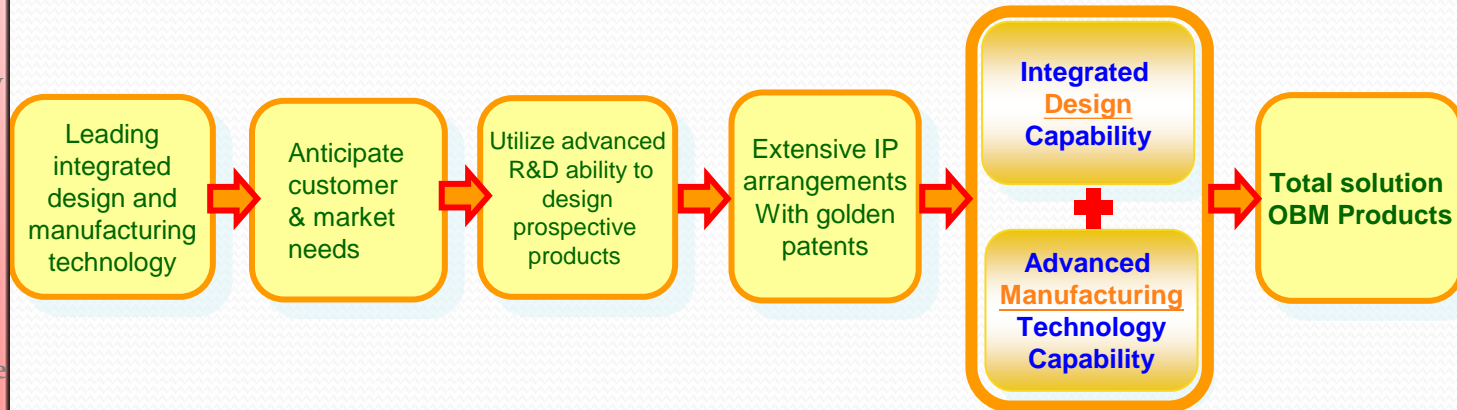 Leading
integrated
design and
manufacturing
technology
Anticipate
customer
& market
needs
Utilize advanced
R&D ability to
design
prospective
products
Extensive IP
arrangements
With golden
patents
Integrated
Design
Capability
Advanced
Manufacturing
Technology
Capability
Total solution
OBM Products